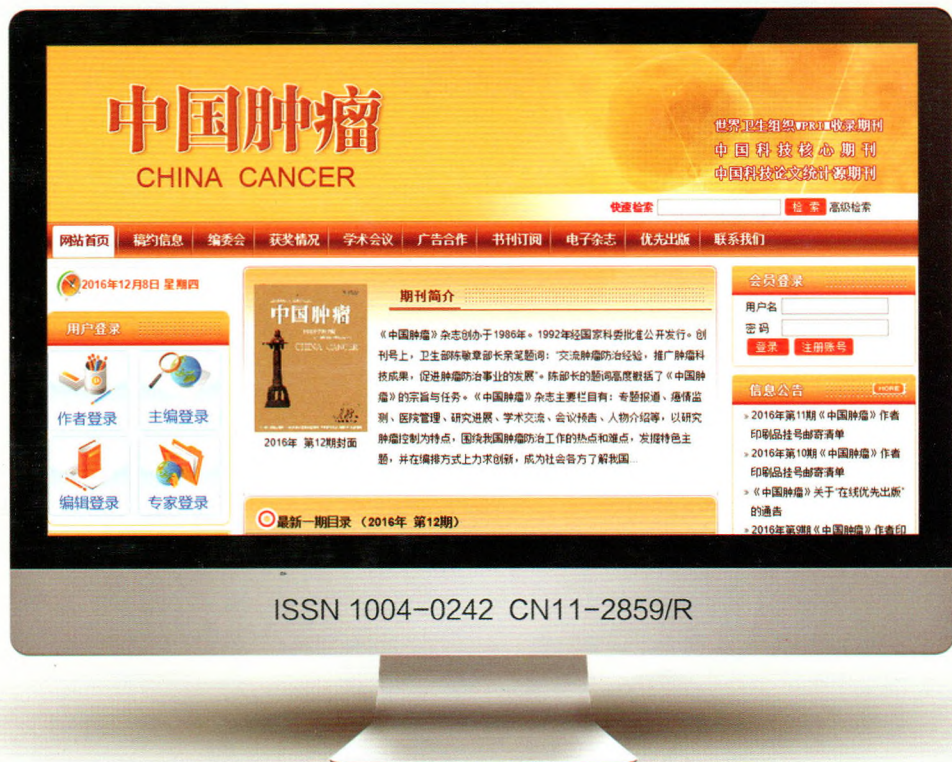 中国肿瘤
CHINA CANCER
世界卫生组织WPRIM收录期刊
中国科技核心期刊
中国科技论文统计源期刊
快速检索 检索 高级检索
网站首页 稿约信息 编委会 获奖情况 学术会议 广告合作 书刊订阅 电子杂志 优先出版 联系我们
2016年12月8日 星期四
用户登录
作者登录 主编登录
编辑登录 专家登录
中国肿瘤
CHINA CANCER
2016年 第12期封面
期刊简介
《中国肿瘤》杂志创办于1986年。1992年经国家科委批准公开发行。创
刊号上，卫生部陈敏章部长亲笔题词：“交流肿瘤防治经验，推广肿瘤科
技成果，促进肿瘤防治事业的发展”。陈部长的题词高度概括了《中国肿
瘤》的宗旨与任务。《中国肿瘤》杂志主要栏目有：专题报道、癌情监
测、医院管理、研究进展、学术交流、会议预告、人物介绍等，以研究
肿瘤控制为特点，围绕我国肿瘤防治工作的热点和难点，发掘特色主
题，并在编排方式上力求创新，成为社会各方了解我国...
最新一期目录 （2016年 第12期）
会员登录
用户名
密码
登录 注册账号
信息公告 MORE
» 2016年第11期《中国肿瘤》作者
印刷品挂号邮寄清单
» 2016年第10期《中国肿瘤》作者
印刷品挂号邮寄清单
» 《中国肿瘤》关于“在线优先出版”
的通告
» 2016年第9期《中国肿瘤》作者印
ISSN 1004-0242 CN11-2859/R